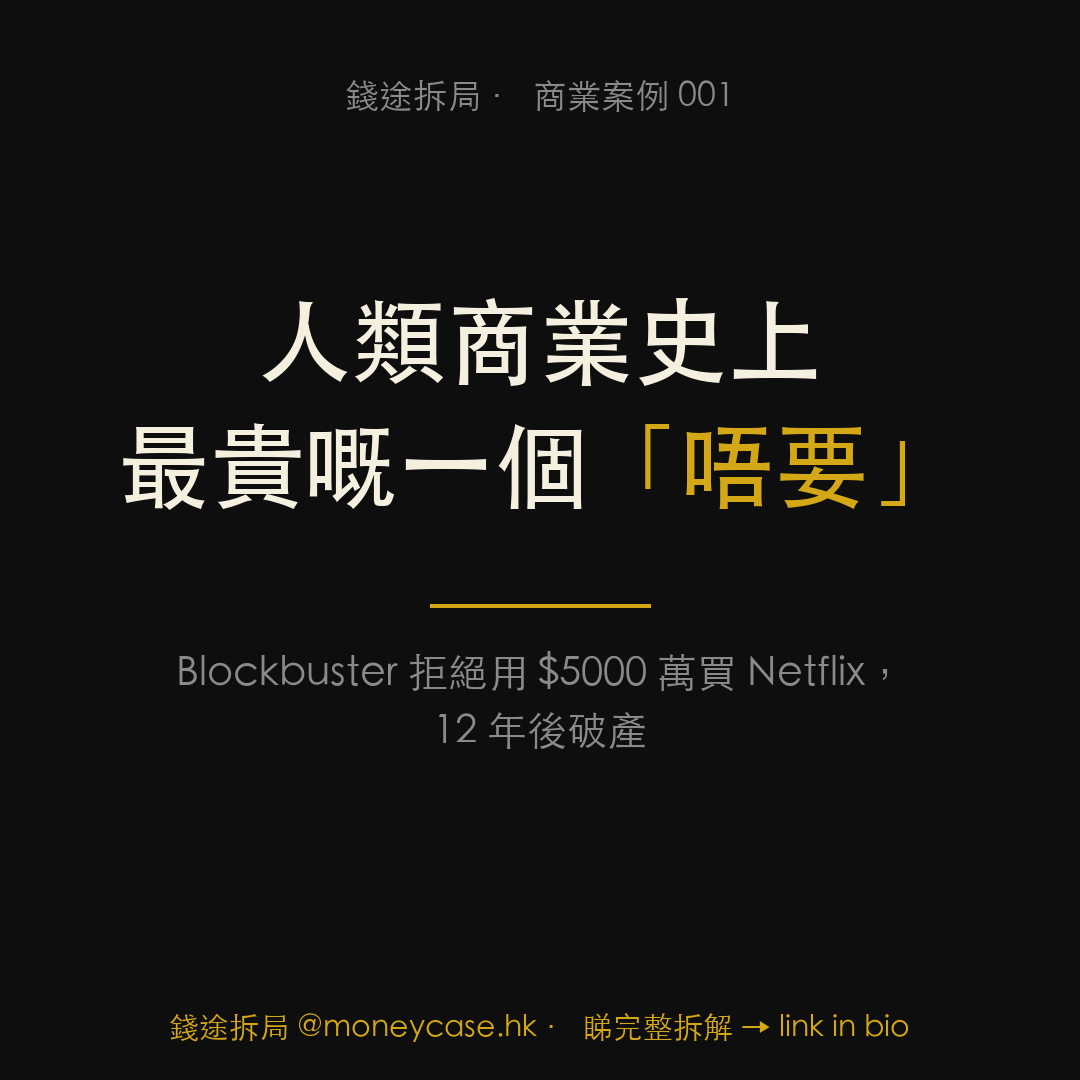 錢途拆局 · 商業案例 001
人類商業史上
最貴嘅一個「唔要」
Blockbuster 拒絕用 $5000 萬買 Netflix，
12 年後破產
錢途拆局 @moneycase.hk · 睇完整拆解 → link in bio